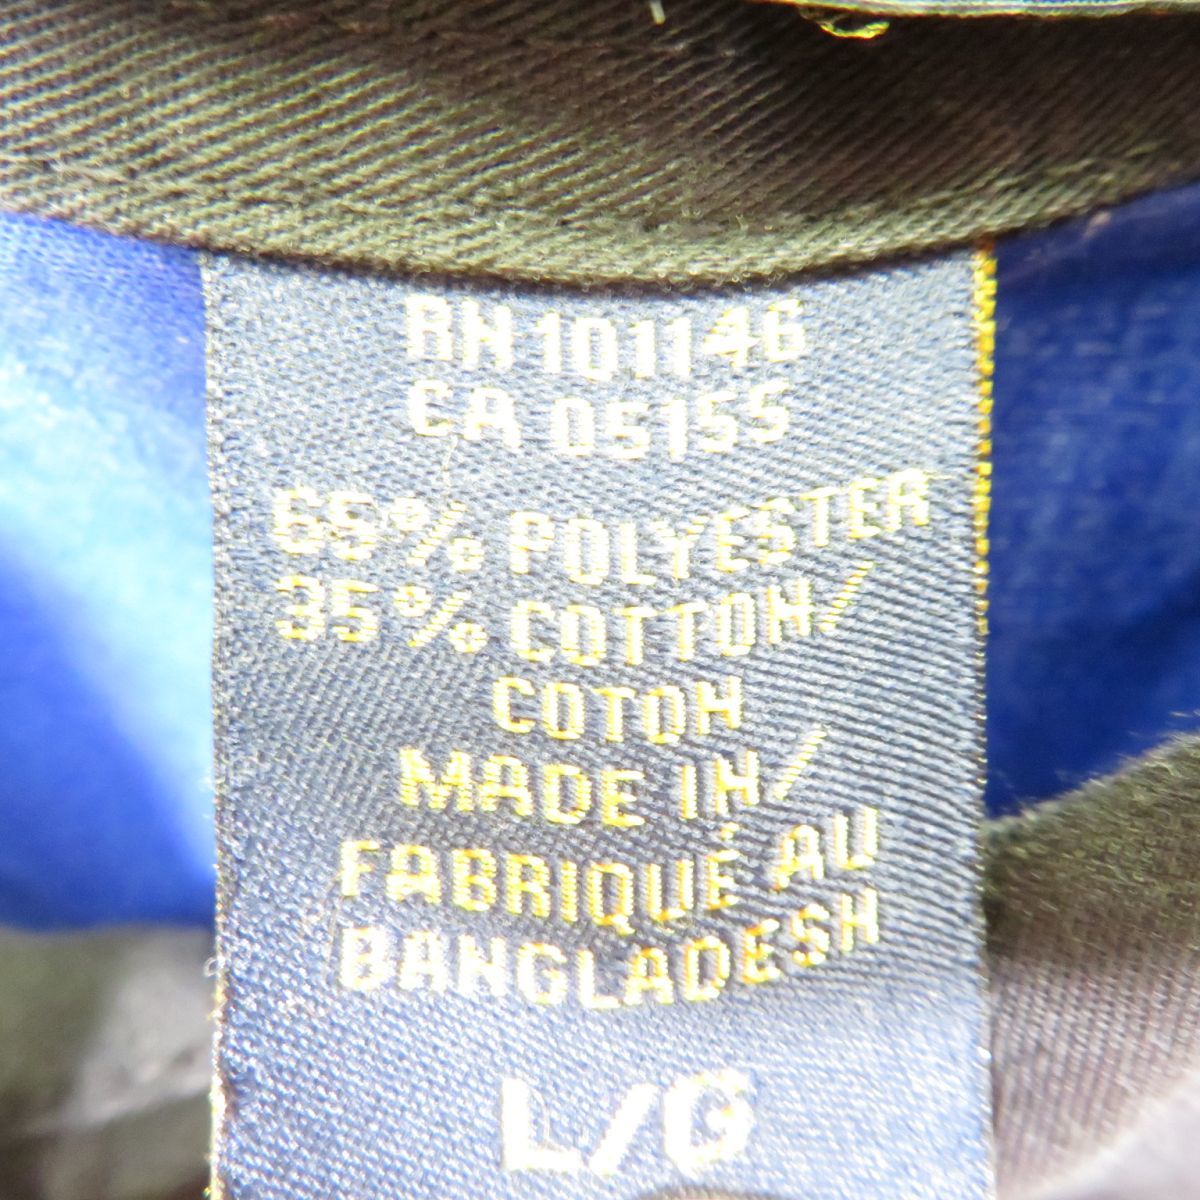 RN 101146
CA 05155
65% POLYESTER
35% COTTON/
COTON
MADE IN/
FABRIQUÉ AU
BANGLADESH
L/G